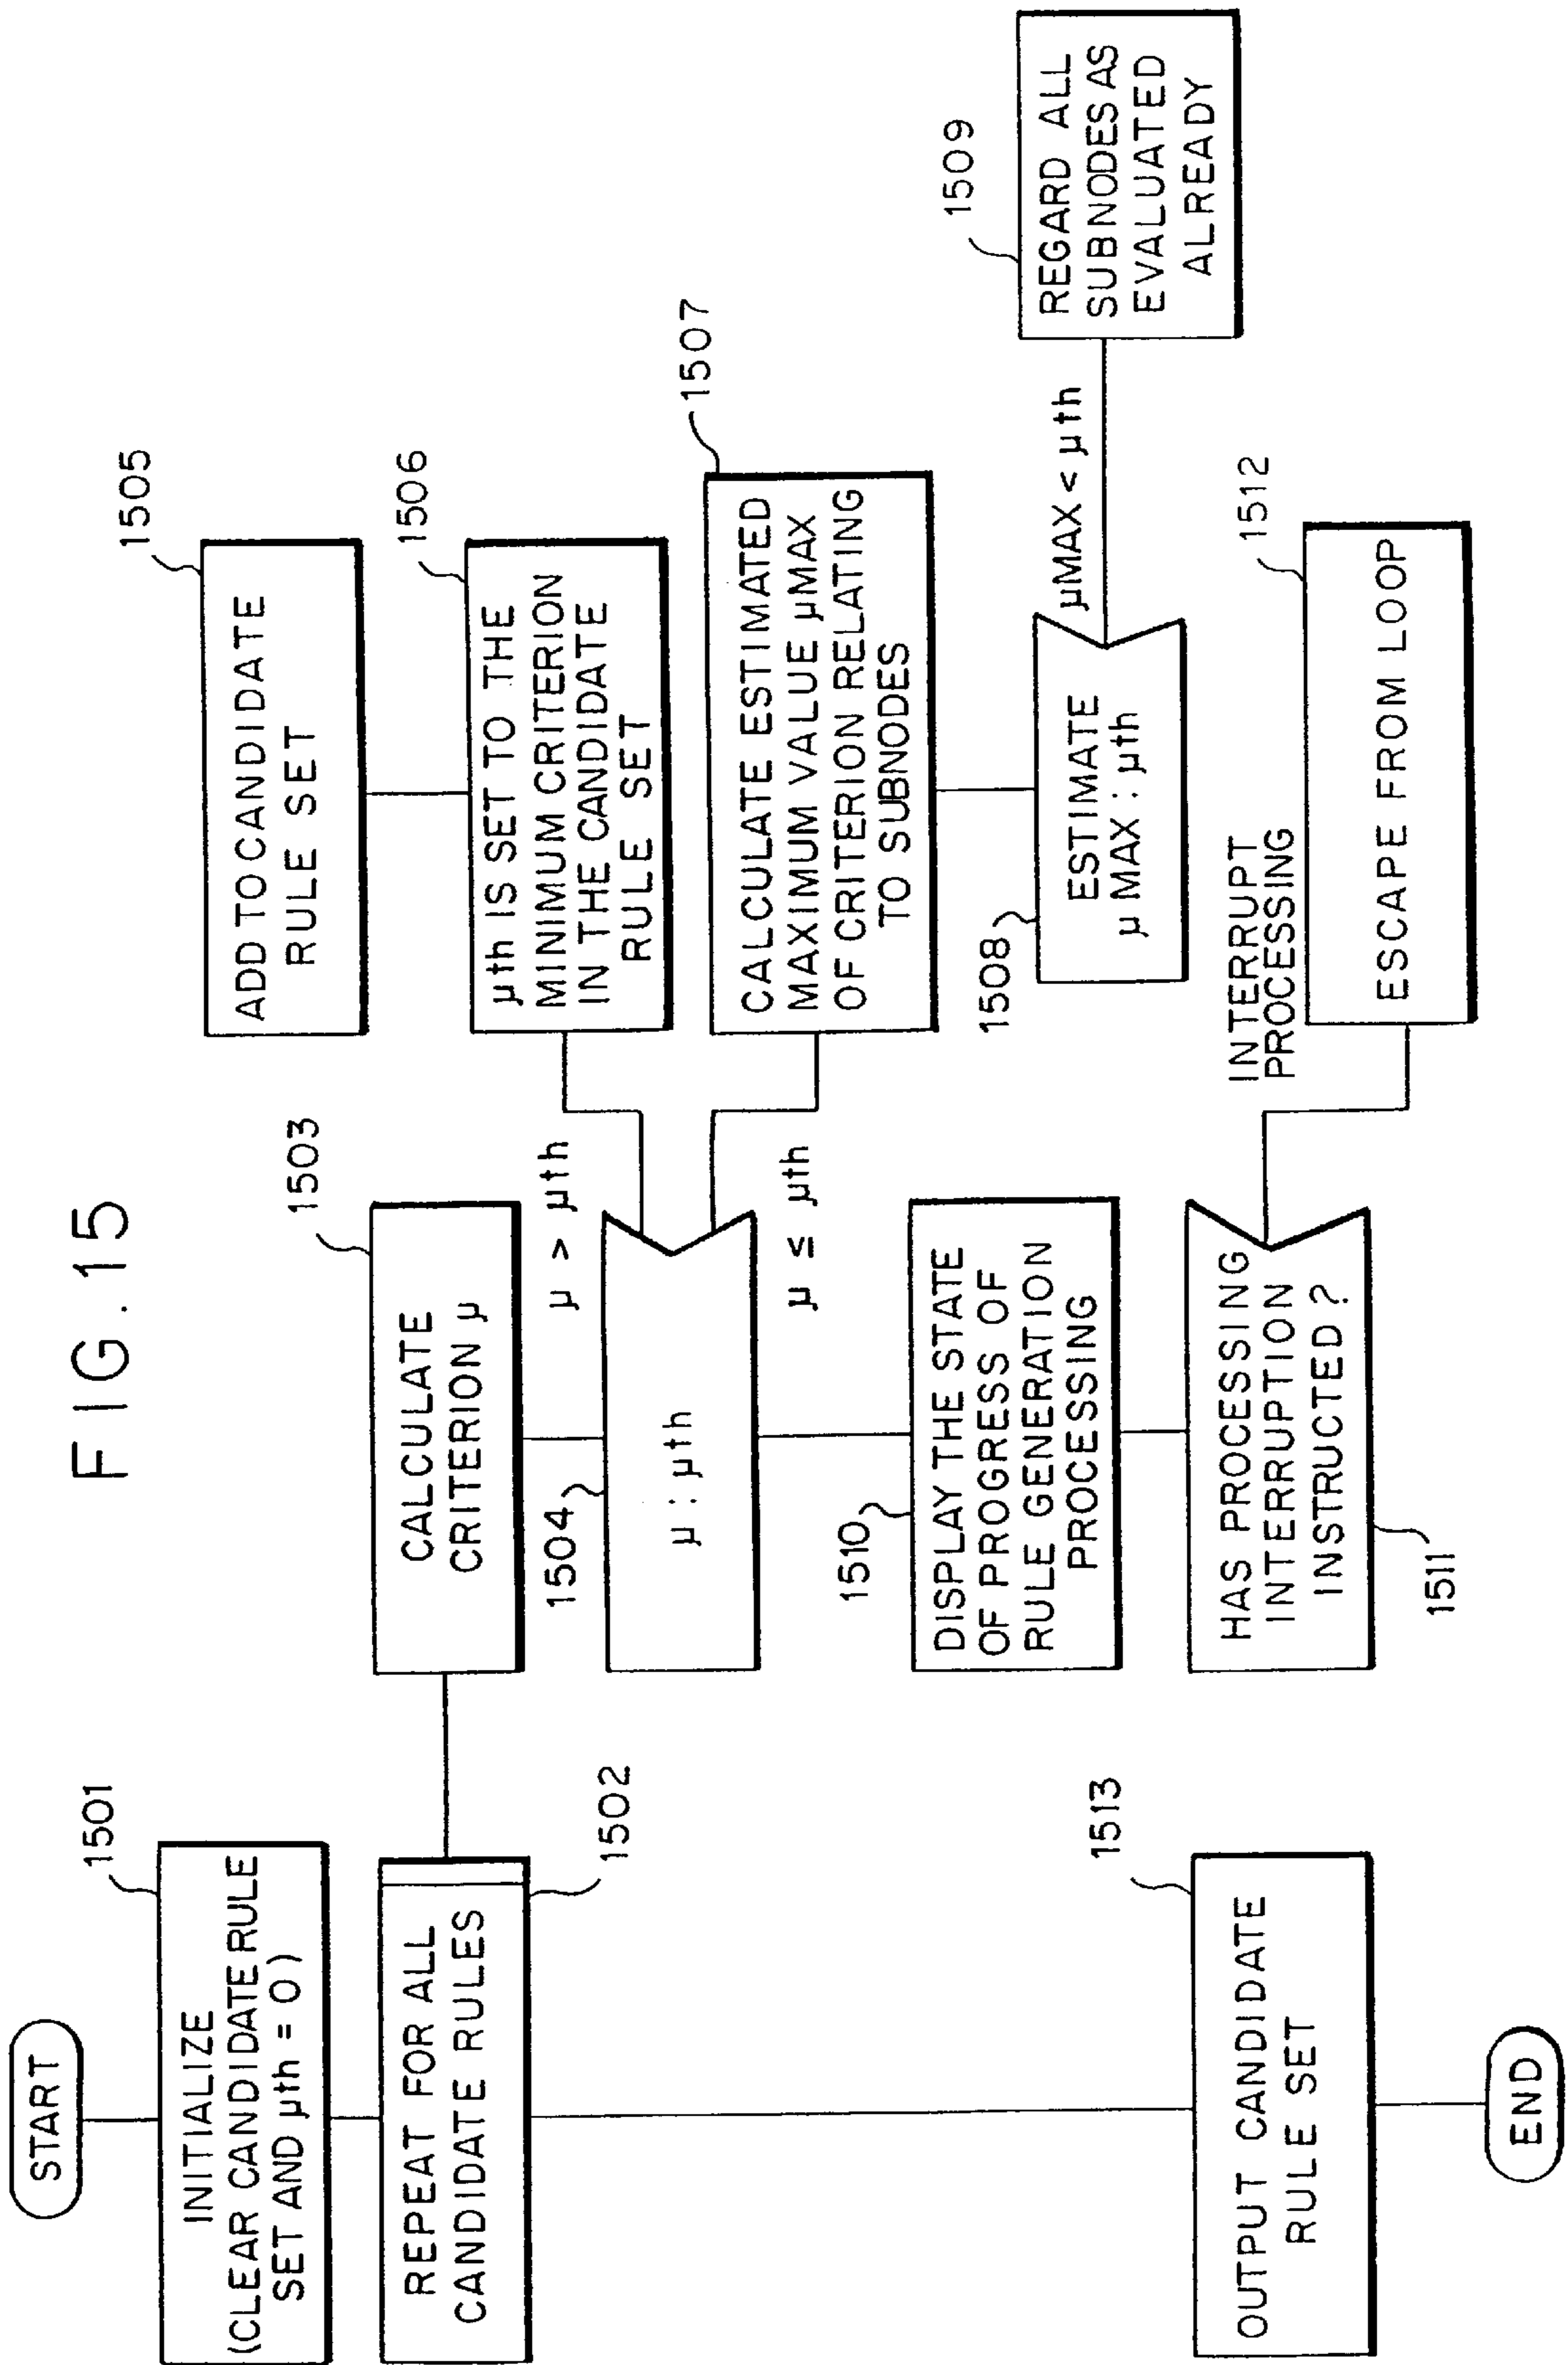 FIG. 15
START
1501
INITIALIZE
(CLEAR CANDIDATE RULE
SET AND μth = 0)
REPEAT FOR ALL
CANDIDATE RULES
1502
1503
CALCULATE
CRITERION μ
1504
μ : μth
μ > μth
μ ≤ μth
1505
ADD TO CANDIDATE
RULE SET
1506
μth IS SET TO THE
MINIMUM CRITERION
IN THE CANDIDATE
RULE SET
1507
CALCULATE ESTIMATED
MAXIMUM VALUE μMAX
OF CRITERION RELATING
TO SUBNODES
1508
ESTIMATE
μ MAX : μth
μMAX < μth
1509
REGARD ALL
SUBNODES AS
EVALUATED
ALREADY
1510
DISPLAY THE STATE
OF PROGRESS OF
RULE GENERATION
PROCESSING
HAS PROCESSING
INTERRUPTION
INSTRUCTED?
1511
INTERRUPT
PROCESSING
1512
ESCAPE FROM LOOP
1513
OUTPUT CANDIDATE
RULE SET
END